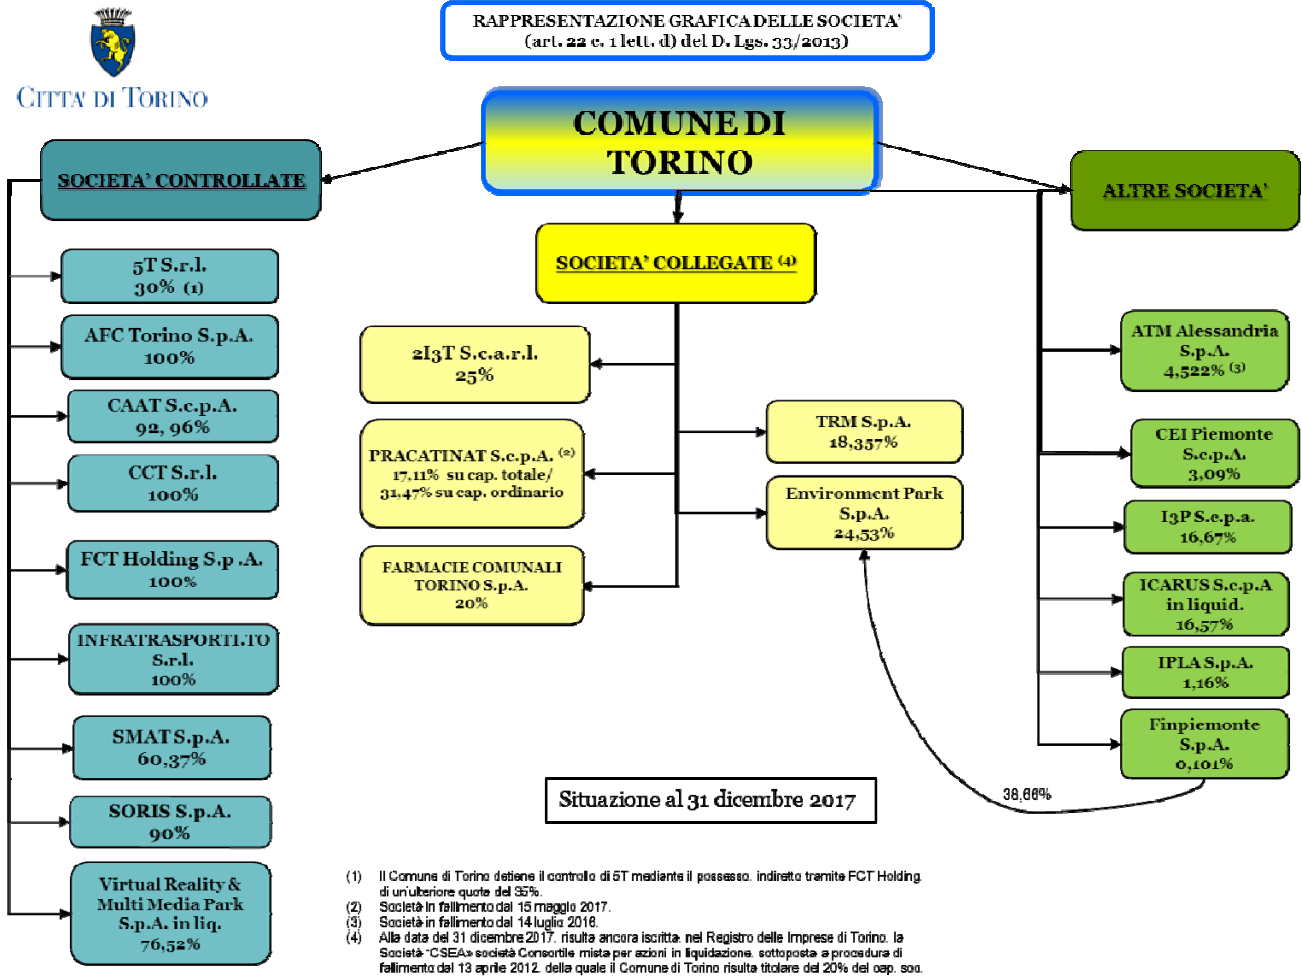 RAPPRESENTAZIONE GRAFICA DELLE SOCIETA'
(art. 22 c. 1 lett. d) del D. Lgs. 33/2013)
CITTA' DI TORINO
COMUNE DI
TORINO
SOCIETA' CONTROLLATE
5T S.r.l.
30% (1)
AFC Torino S.p.A.
100%
CAAT S.c.p.A.
92, 96%
CCT S.r.l.
100%
FCT Holding S.p .A.
100%
INFRATRASPORTI.TO
S.r.l.
100%
SMAT S.p.A.
60,37%
SORIS S.p.A.
90%
Virtual Reality &
Multi Media Park
S.p.A. in liq.
76,52%
SOCIETA' COLLEGATE (4)
2I3T S.c.a.r.l.
25%
PRACATINAT S.c.p.A. (2)
17,11% su cap. totale/
31,47% su cap. ordinario
FARMACIE COMUNALI
TORINO S.p.A.
20%
TRM S.p.A.
18,357%
Environment Park
S.p.A.
24,53%
ALTRE SOCIETA'
ATM Alessandria
S.p.A.
4,522% (3)
CEI Piemonte
S.c.p.A.
3,09%
I3P S.c.p.a.
16,67%
ICARUS S.c.p.A
in liquid.
16,57%
IPLA S.p.A.
1,16%
Finpiemonte
S.p.A.
0,101%
38,66%
Situazione al 31 dicembre 2017
(1) Il Comune di Torino detiene il controllo di 5T mediante il possesso, indiretto tramite FCT Holding,
di un'ulteriore quota del 35%.
(2) Società in fallimento dal 15 maggio 2017.
(3) Società in fallimento dal 14 luglio 2016.
(4) Alla data del 31 dicembre 2017, risulta ancora iscritta, nel Registro delle Imprese di Torino, la
Società "CSEA» società Consortile mista per azioni in liquidazione, sottoposta a procedura di
fallimento dal 13 aprile 2012, della quale il Comune di Torino risulta titolare del 20% del cap. soc.